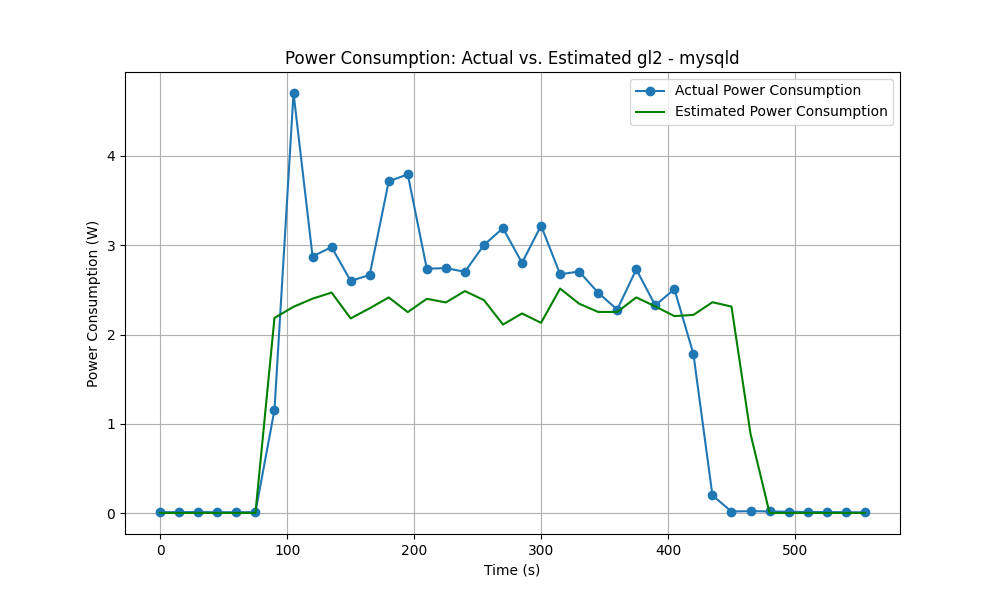 Power Consumption: Actual vs. Estimated gl2 - mysqld
Actual Power Consumption
Estimated Power Consumption
Power Consumption (W)
4
3
2
1
0
0 100 200 300 400 500
Time (s)